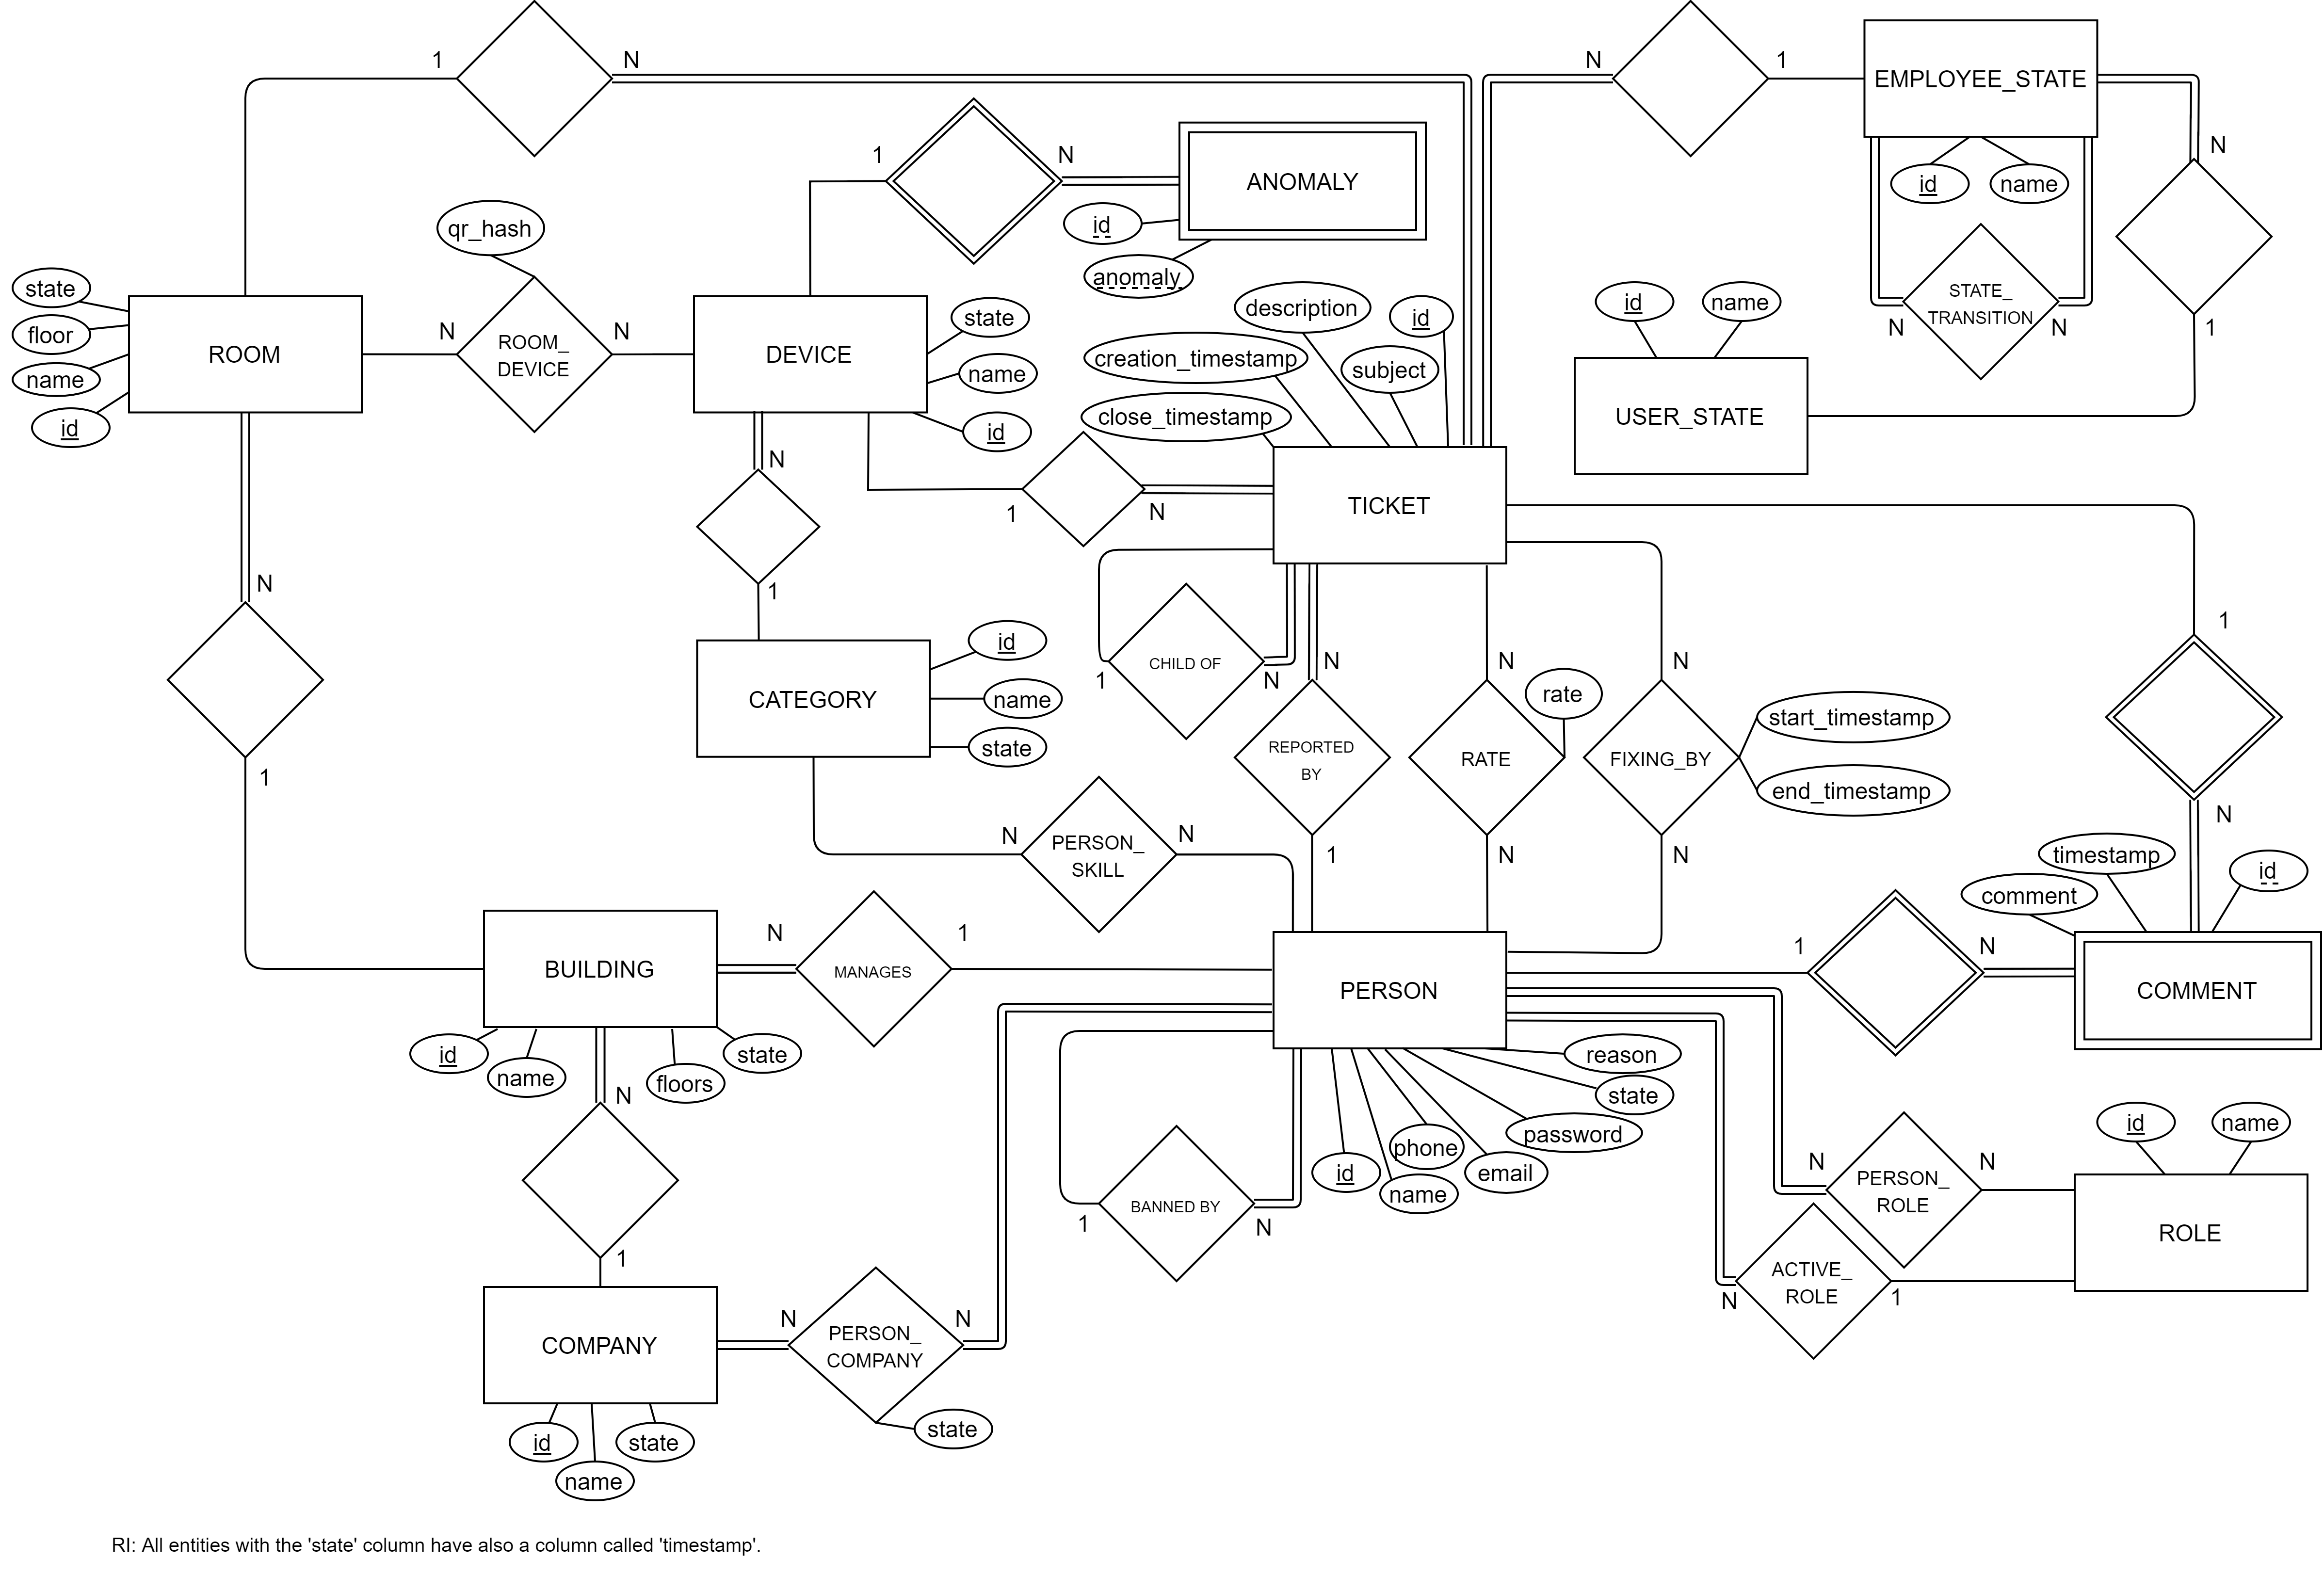 1
N
N
1
EMPLOYEE_STATE
1
N
ANOMALY
N
id
name
id
anomaly
qr_hash
state
floor
name
id
ROOM
N
ROOM_
DEVICE
N
DEVICE
state
name
id
description
id
creation_timestamp
subject
close_timestamp
STATE_
TRANSITION
N
N
id
name
USER_STATE
1
N
1
N
TICKET
N
1
1
CHILD OF
N
N
N
N
1
N
1
id
name
state
CATEGORY
REPORTED
BY
RATE
rate
FIXING_BY
start_timestamp
end_timestamp
N
N
PERSON_
SKILL
N
1
N
N
timestamp
id
comment
BUILDING
N
MANAGES
1
PERSON
1
N
COMMENT
id
name
floors
state
N
reason
state
password
phone
email
id
name
1
BANNED BY
N
id
name
N
PERSON_
ROLE
N
ROLE
ACTIVE_
ROLE
N
1
1
COMPANY
N
PERSON_
COMPANY
N
state
id
state
name
RI: All entities with the 'state' column have also a column called 'timestamp'.